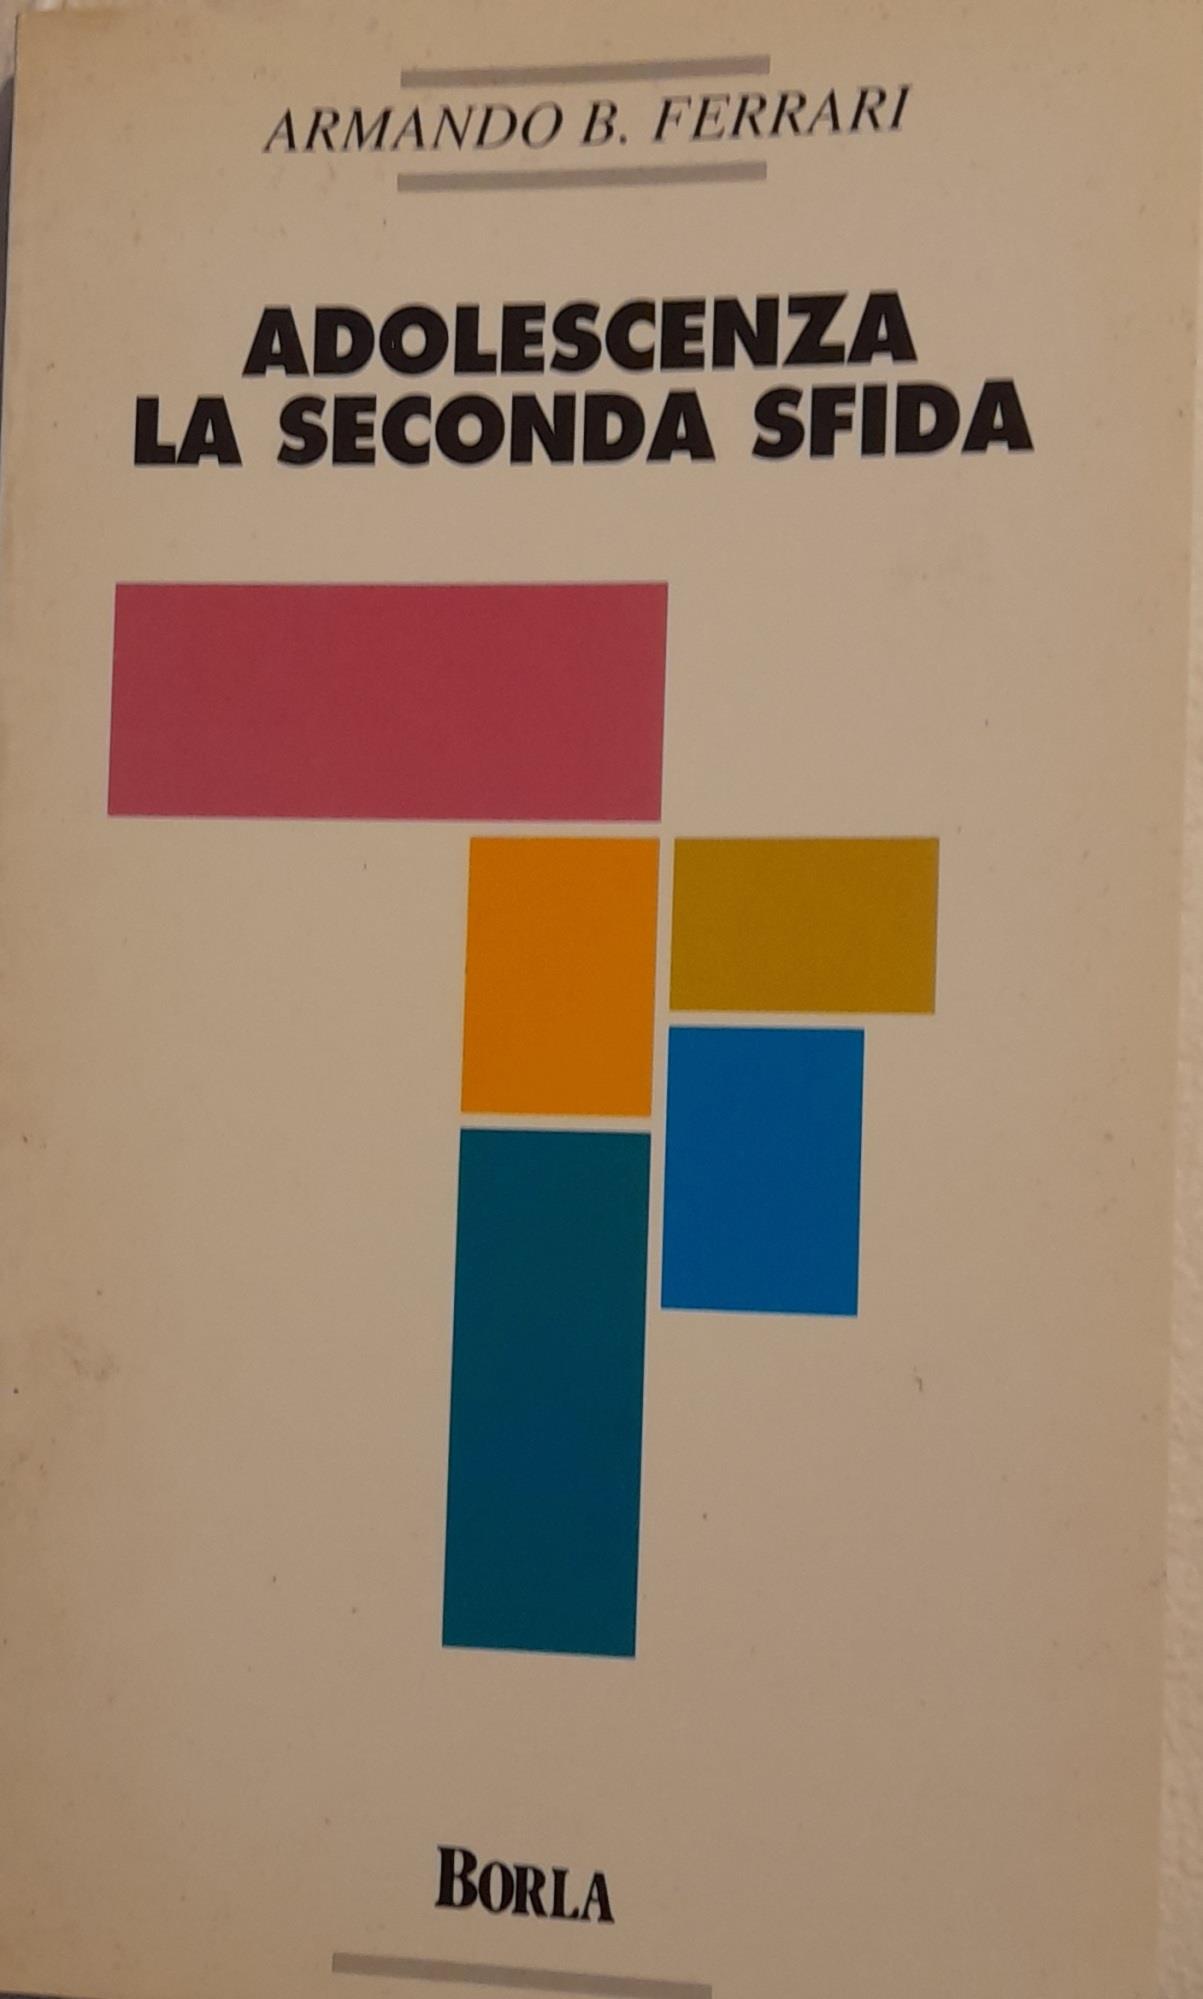 ARMANDO B. FERRARI
ADOLESCENZA
LA SECONDA SFIDA
BORLA